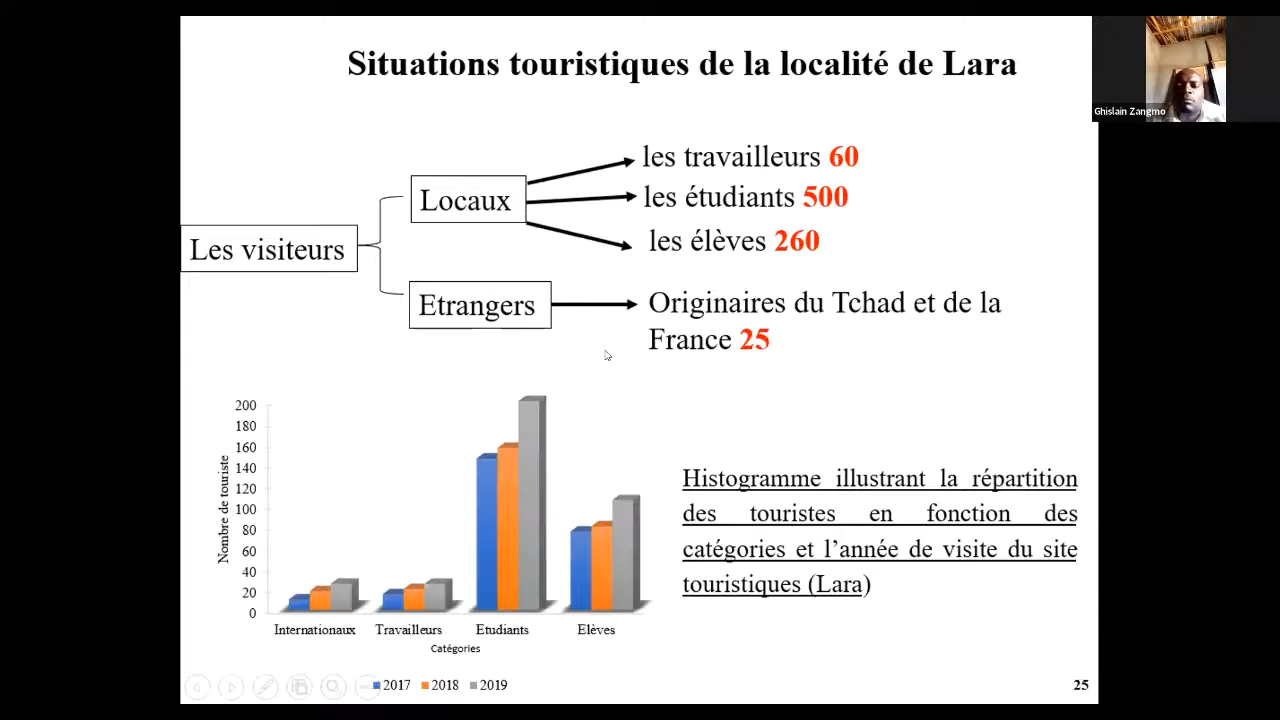 Situations touristiques de la localité de Lara
Ghislain Zangmo
les travailleurs 60
Locaux
les étudiants 500
les élèves 260
Les visiteurs
Etrangers
Originaires du Tchad et de la
France 25
200
180
160
140
120
100
80
60
40
20
0
Nombre de touriste
Internationaux
Travailleurs
Etudiants
Elèves
Catégories
2017
2018
2019
Histogramme illustrant la répartition
des touristes en fonction des
catégories et l'année de visite du site
touristiques (Lara)
25